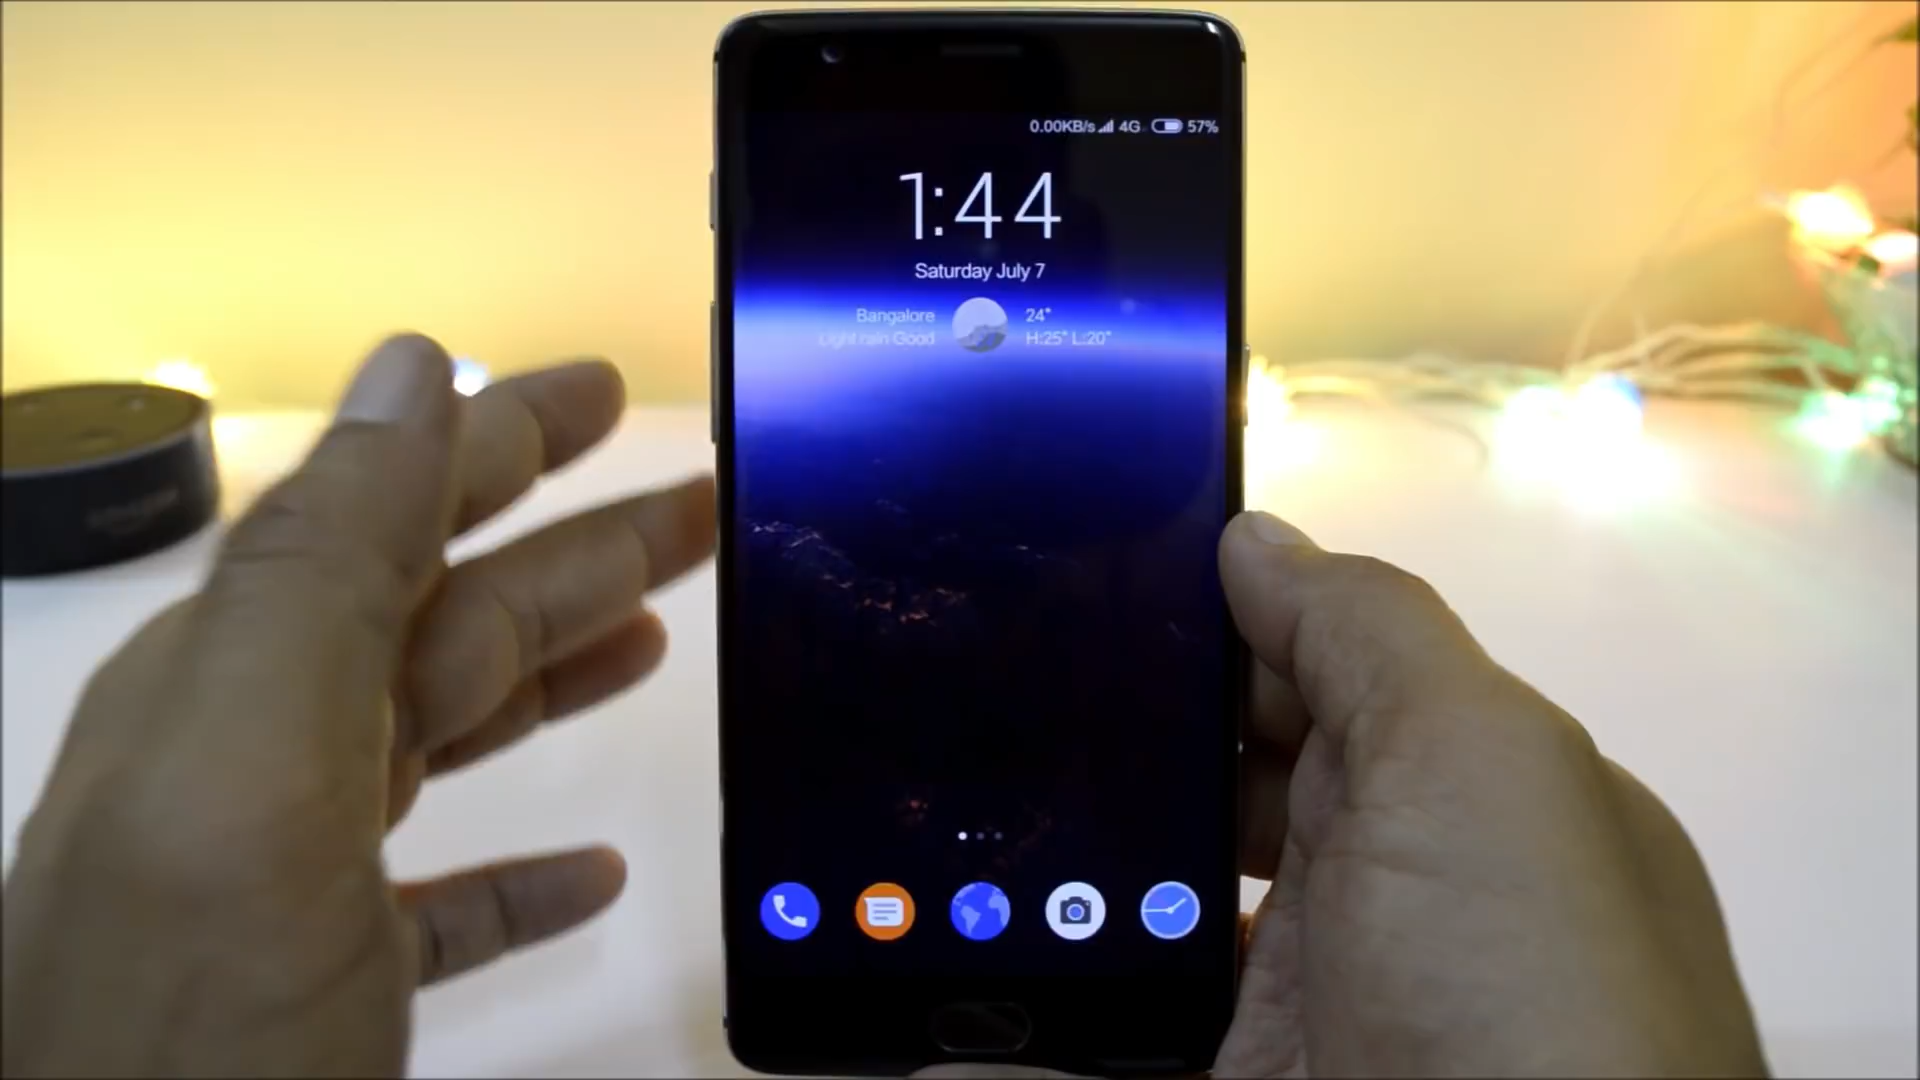 0.00KB/s 4G 57%
1:44
Saturday July 7
Bangalore 24°
Light rain Good H:25° L:20°